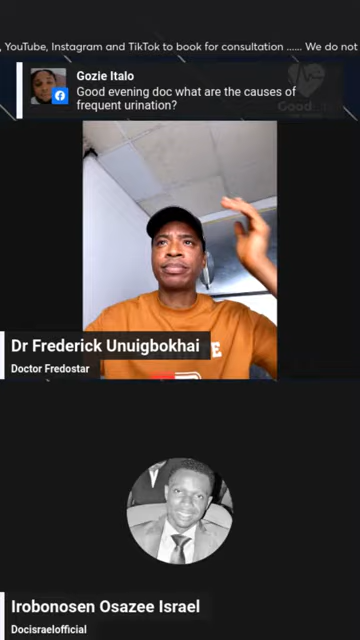 , YouTube, Instagram and TikTok to book for consultation ...... We do not
Gozie Italo
Good evening doc what are the causes of
frequent urination?
Dr Frederick Unuigbokhai
Doctor Fredostar
Irobonosen Osazee Israel
Docisraelofficial